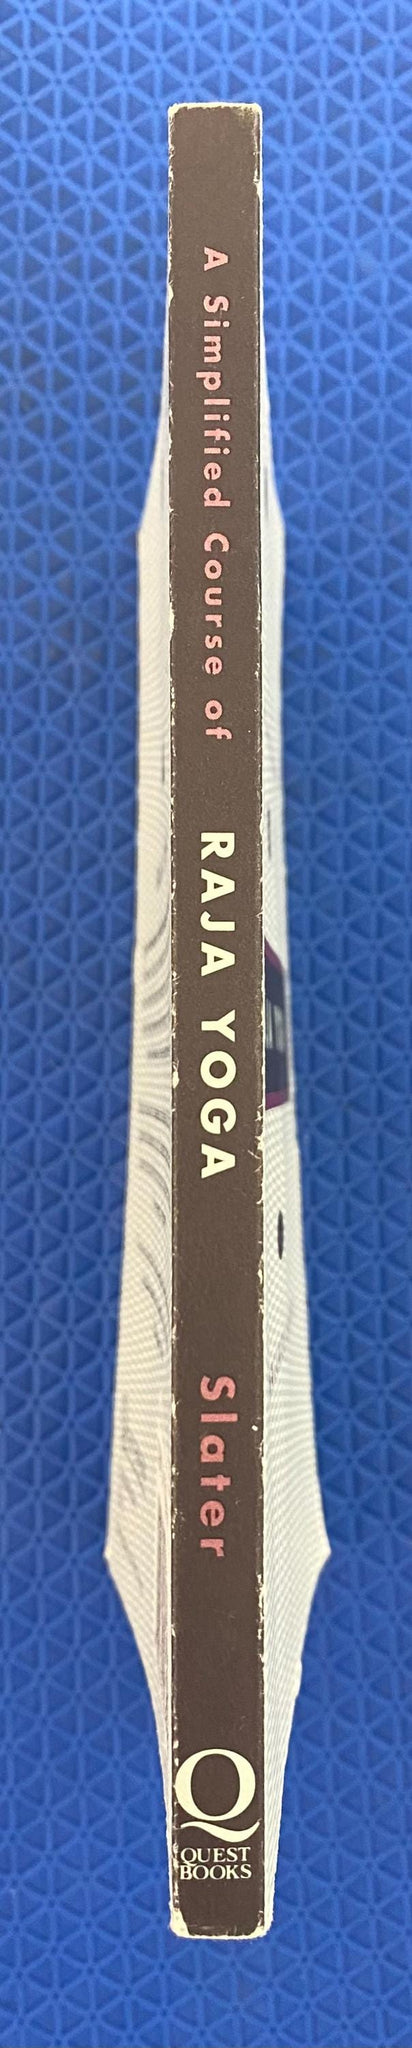 A Simplified Course of RAJA YOGA Slater
Q
QUEST
BOOKS